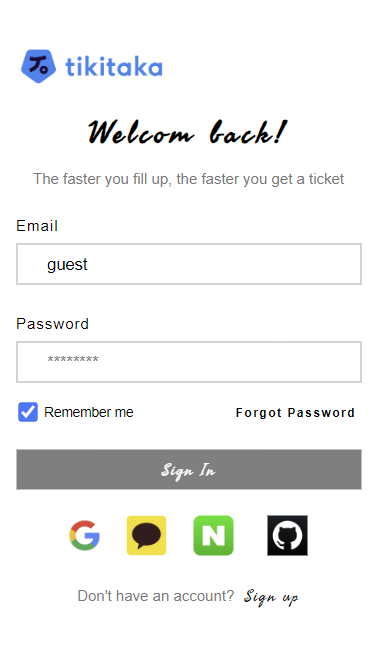 tikitaka
Welcom back!
The faster you fill up, the faster you get a ticket
Email
guest
Password
********
Remember me Forgot Password
Sign In
G N
Don't have an account? Sign up